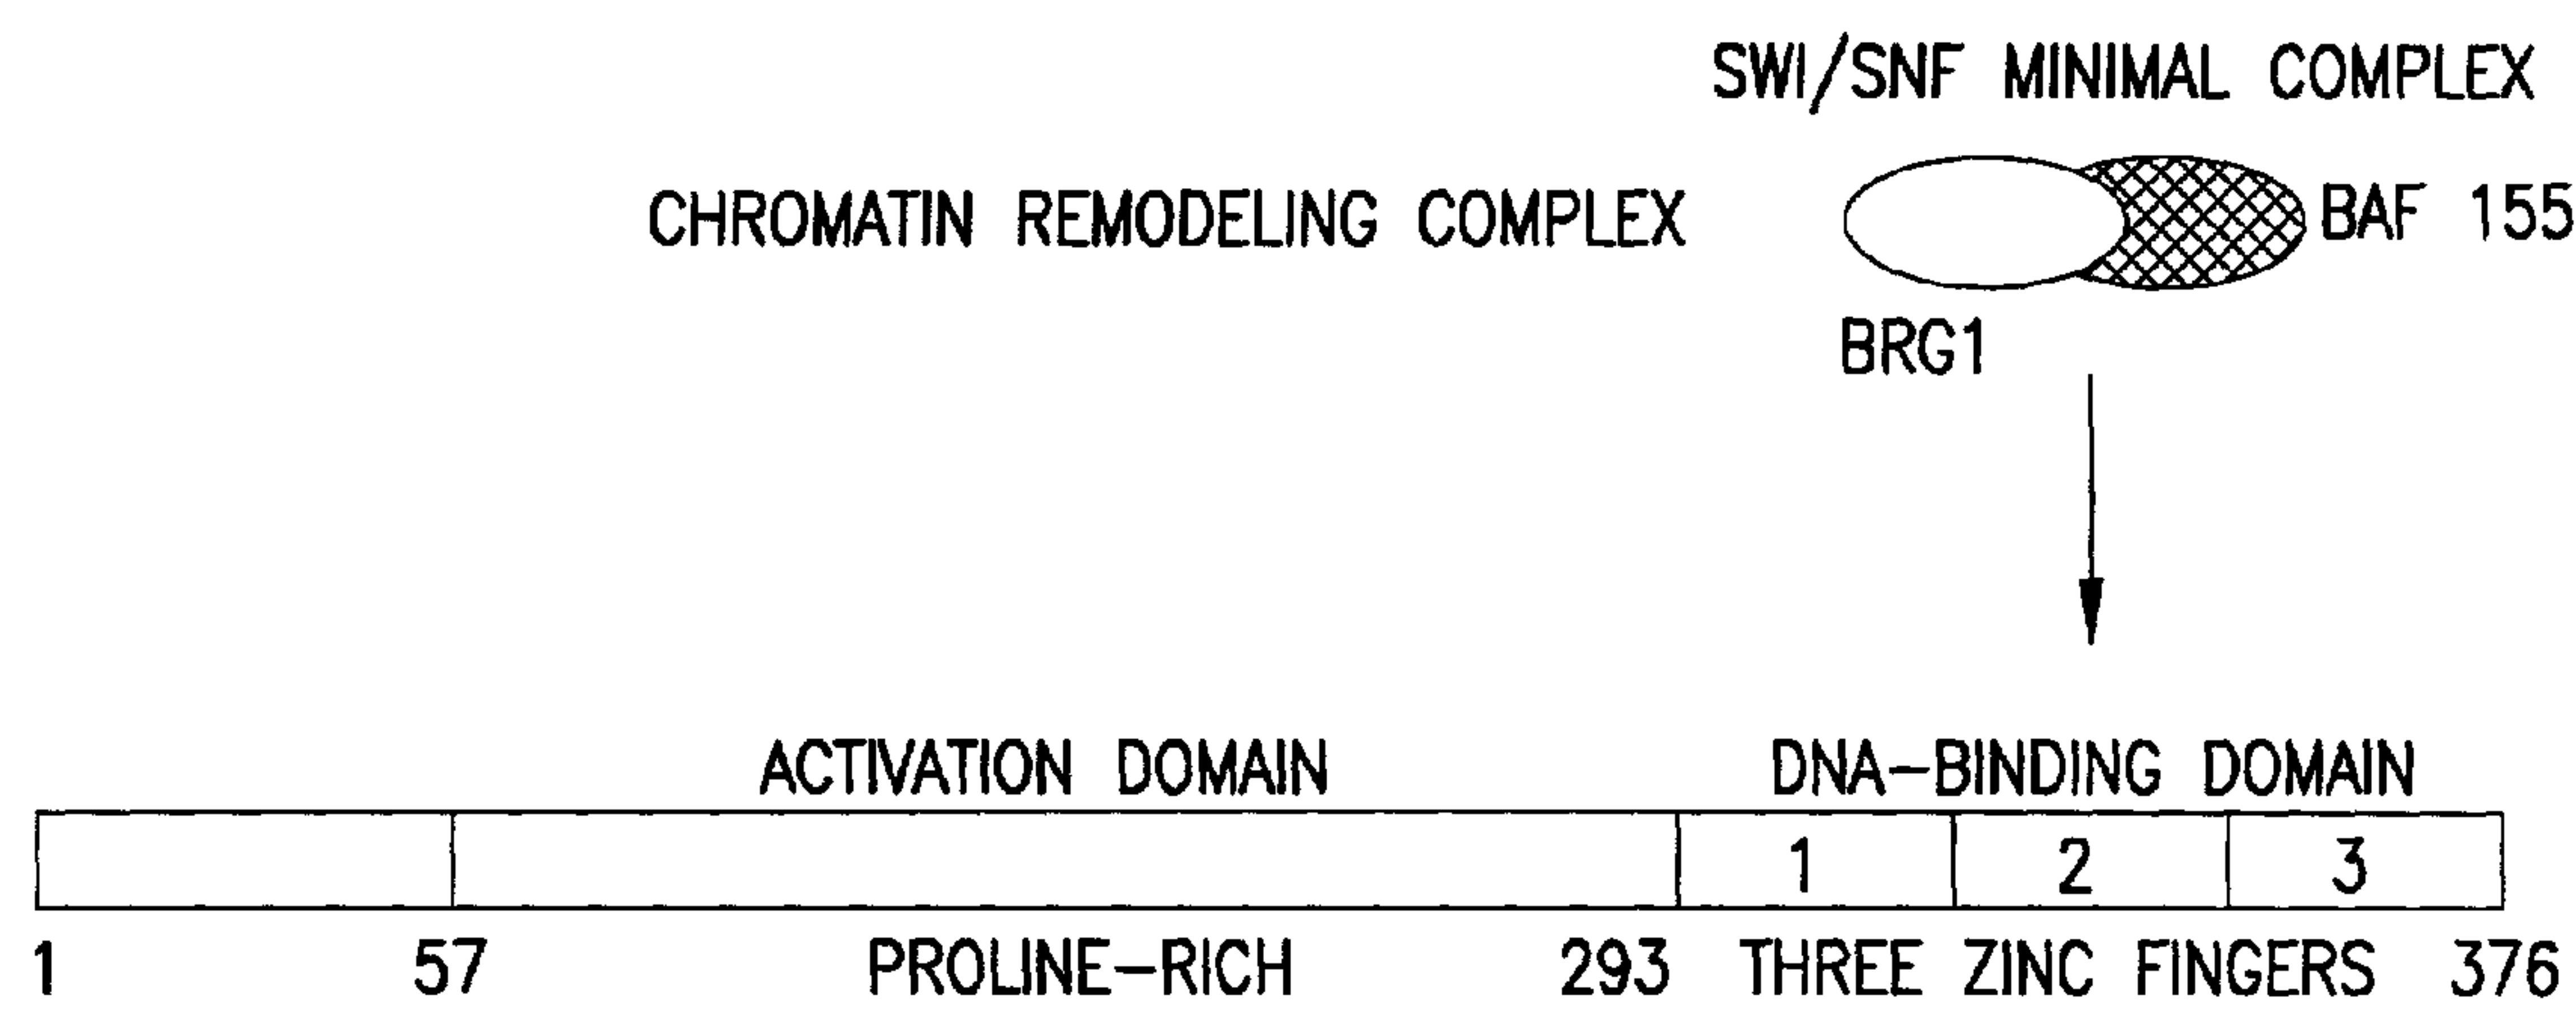 SWI/SNF MINIMAL COMPLEX
CHROMATIN REMODELING COMPLEX
BAF 155
BRG1
ACTIVATION DOMAIN DNA-BINDING DOMAIN
1 2 3
1 57 PROLINE-RICH 293 THREE ZINC FINGERS 376